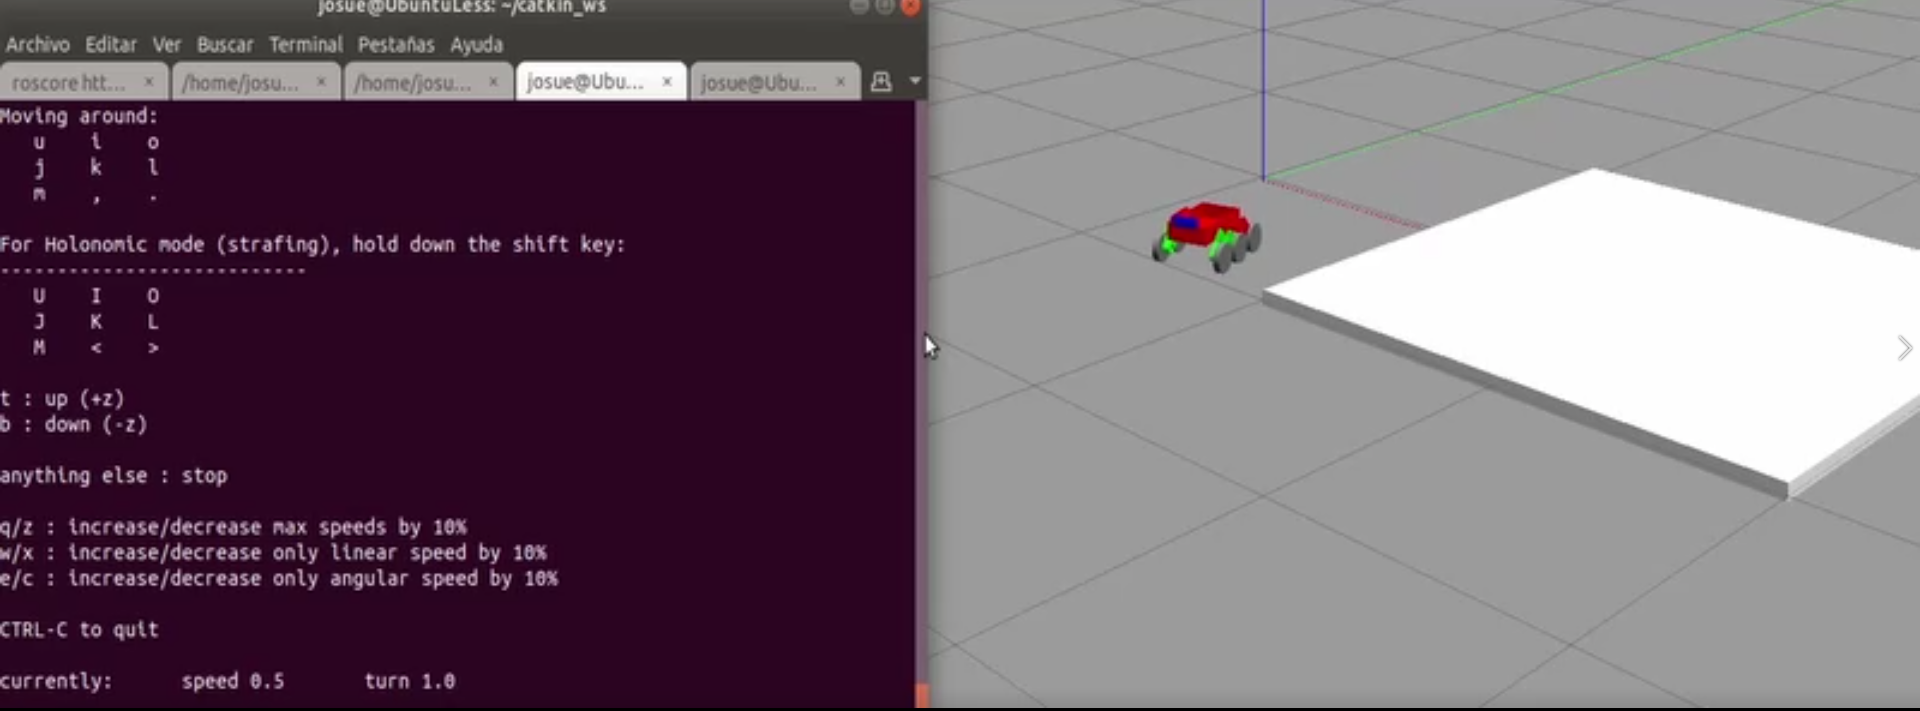 josue@UbuntuLess: ~/catkin_ws
Archivo Editar Ver Buscar Terminal Pestañas Ayuda
roscore htt... × /home/josu... × /home/josu... × josue@Ubu... × josue@Ubu... ×
Moving around:
u i o
j k l
m , .
For Holonomic mode (strafing), hold down the shift key:
---------------------------
U I O
J K L
M < >
t : up (+z)
b : down (-z)
anything else : stop
q/z : increase/decrease max speeds by 10%
w/x : increase/decrease only linear speed by 10%
e/c : increase/decrease only angular speed by 10%
CTRL-C to quit
currently: speed 0.5 turn 1.0